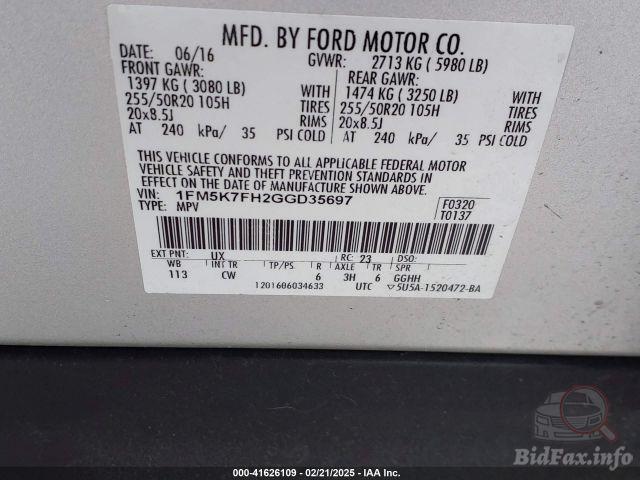 MFD. BY FORD MOTOR CO.
DATE: 06/16 GVWR: 2713 KG ( 5980 LB)
FRONT GAWR: REAR GAWR:
1397 KG ( 3080 LB) WITH 1474 KG ( 3250 LB) WITH
255/50R20 105H TIRES 255/50R20 105H TIRES
20x8.5J RIMS 20x8.5J RIMS
AT 240 kPa/ 35 PSI COLD AT 240 kPa/ 35 PSI COLD
THIS VEHICLE CONFORMS TO ALL APPLICABLE FEDERAL MOTOR
VEHICLE SAFETY AND THEFT PREVENTION STANDARDS IN
EFFECT ON THE DATE OF MANUFACTURE SHOWN ABOVE.
VIN: 1FM5K7FH2GGD35697 F0320
TYPE: MPV T0137
EXT PNT: UX RC: 23 DSO:
WB INT TR TP/PS R AXLE TR SPR
113 CW 6 3H 6 GGHH
1201606034633 UTC ▽5U5A-1520472-BA
BidFax.info
000-41626109 - 02/21/2025 - IAA Inc.